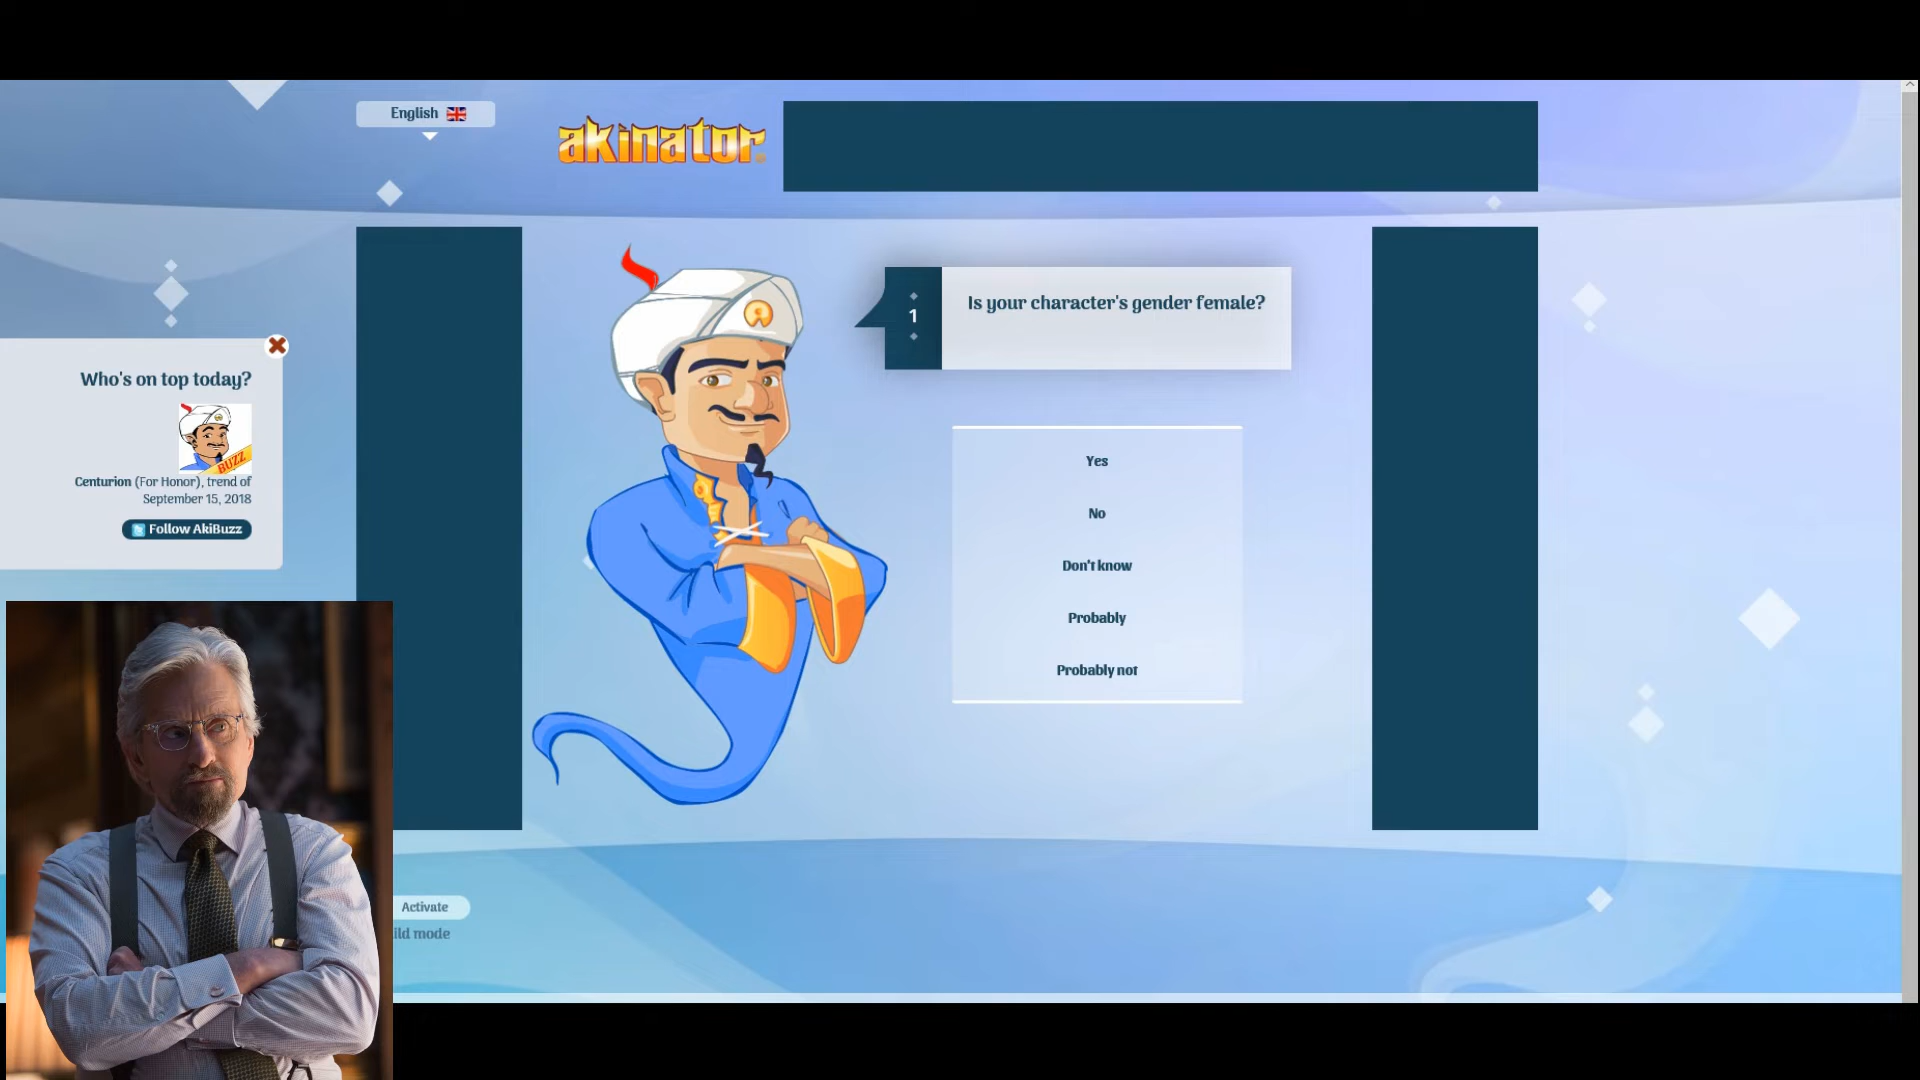 English
akinator
1
Is your character's gender female?
Who's on top today?
BUZZ
Centurion (For Honor), trend of
September 15, 2018
Follow AkiBuzz
Yes
No
Don't know
Probably
Probably not
Activate
ild mode